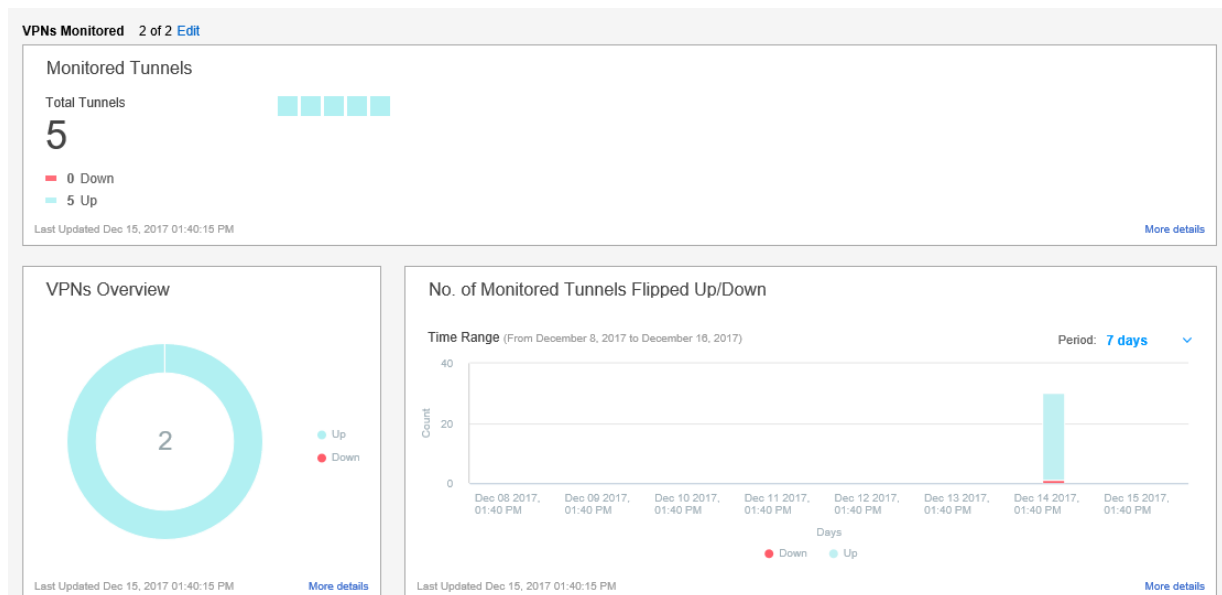 VPNs Monitored 2 of 2 Edit
Monitored Tunnels
Total Tunnels
5
0 Down
5 Up
Last Updated Dec 15, 2017 01:40:15 PM More details
VPNs Overview
2
Up
Down
Last Updated Dec 15, 2017 01:40:15 PM More details
No. of Monitored Tunnels Flipped Up/Down
Time Range (From December 8, 2017 to December 16, 2017) Period: 7 days
40
20
0
Count
Dec 08 2017, Dec 09 2017, Dec 10 2017, Dec 11 2017, Dec 12 2017, Dec 13 2017, Dec 14 2017, Dec 15 2017,
01:40 PM 01:40 PM 01:40 PM 01:40 PM 01:40 PM 01:40 PM 01:40 PM 01:40 PM
Days
Down Up
Last Updated Dec 15, 2017 01:40:15 PM More details